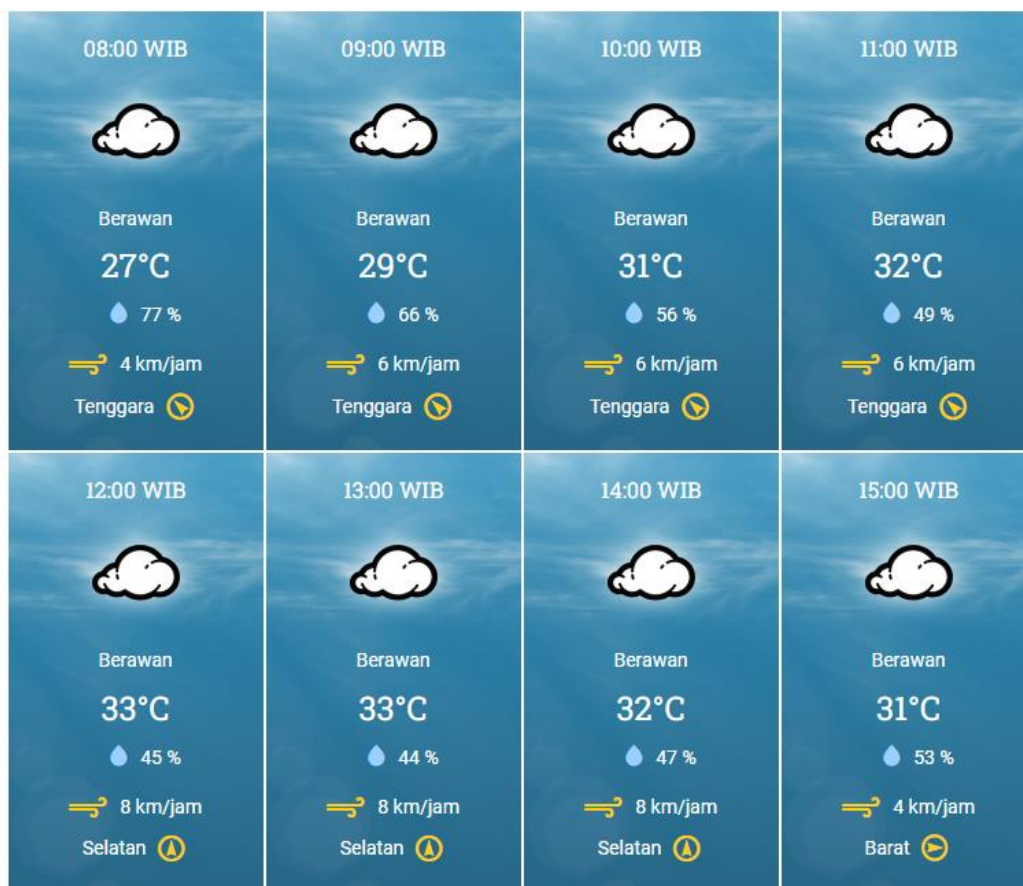 08:00 WIB
Berawan
27°C
77 %
4 km/jam
Tenggara
09:00 WIB
Berawan
29°C
66 %
6 km/jam
Tenggara
10:00 WIB
Berawan
31°C
56 %
6 km/jam
Tenggara
11:00 WIB
Berawan
32°C
49 %
6 km/jam
Tenggara
12:00 WIB
Berawan
33°C
45 %
8 km/jam
Selatan
13:00 WIB
Berawan
33°C
44 %
8 km/jam
Selatan
14:00 WIB
Berawan
32°C
47 %
8 km/jam
Selatan
15:00 WIB
Berawan
31°C
53 %
4 km/jam
Barat